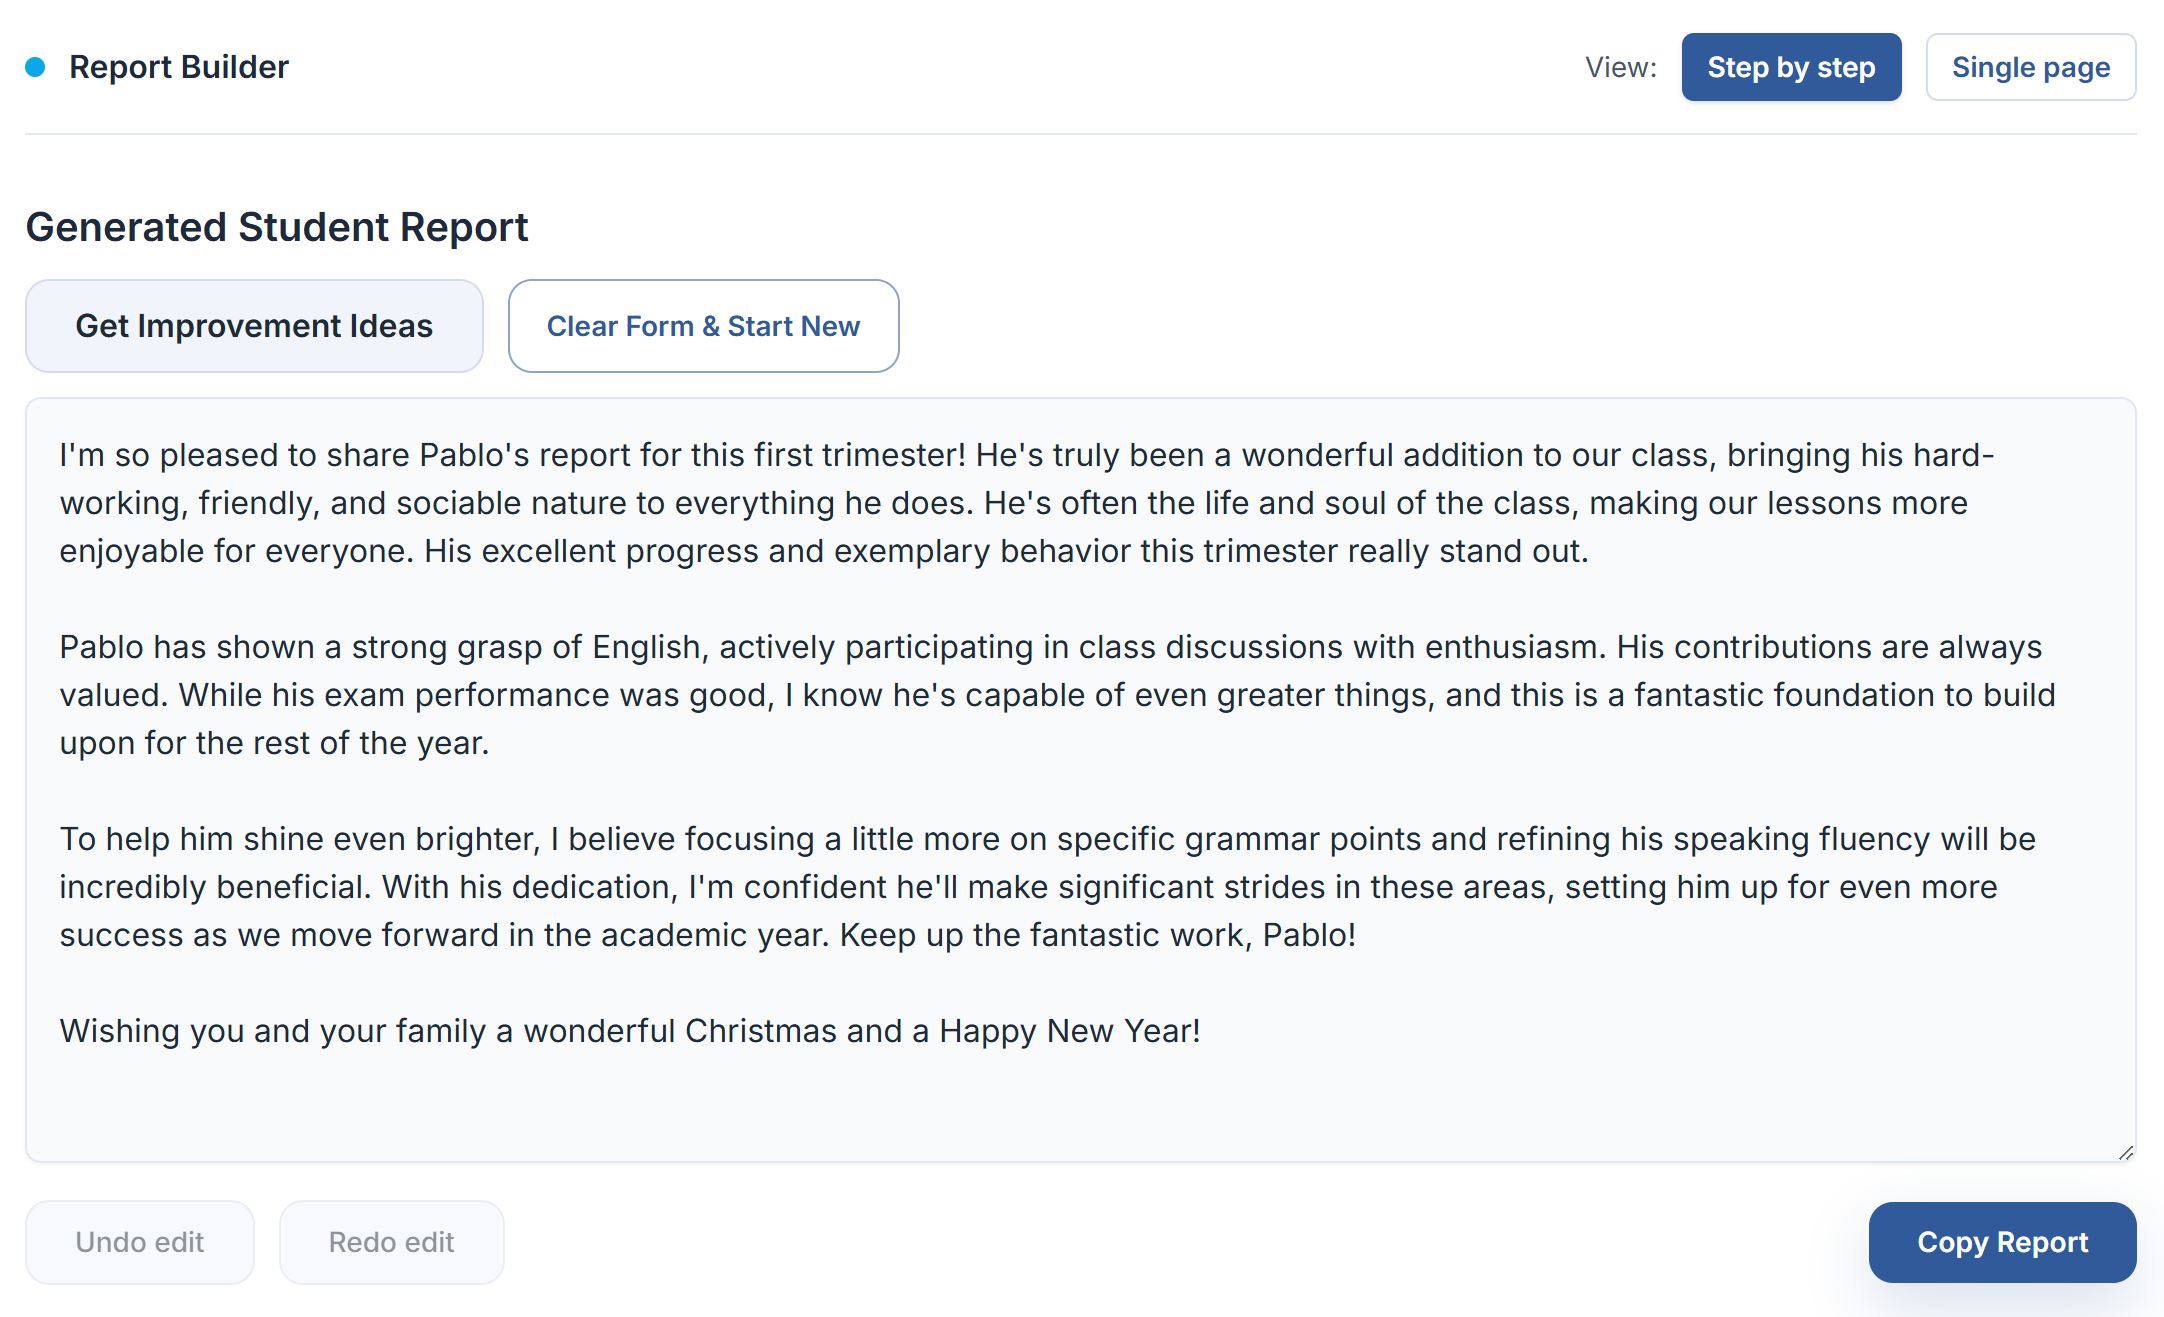 Report Builder
View:
Step by step
Single page
Generated Student Report
Get Improvement Ideas
Clear Form & Start New
I'm so pleased to share Pablo's report for this first trimester! He's truly been a wonderful addition to our class, bringing his hard-
working, friendly, and sociable nature to everything he does. He's often the life and soul of the class, making our lessons more
enjoyable for everyone. His excellent progress and exemplary behavior this trimester really stand out.
Pablo has shown a strong grasp of English, actively participating in class discussions with enthusiasm. His contributions are always
valued. While his exam performance was good, I know he's capable of even greater things, and this is a fantastic foundation to build
upon for the rest of the year.
To help him shine even brighter, I believe focusing a little more on specific grammar points and refining his speaking fluency will be
incredibly beneficial. With his dedication, I'm confident he'll make significant strides in these areas, setting him up for even more
success as we move forward in the academic year. Keep up the fantastic work, Pablo!
Wishing you and your family a wonderful Christmas and a Happy New Year!
Undo edit
Redo edit
Copy Report